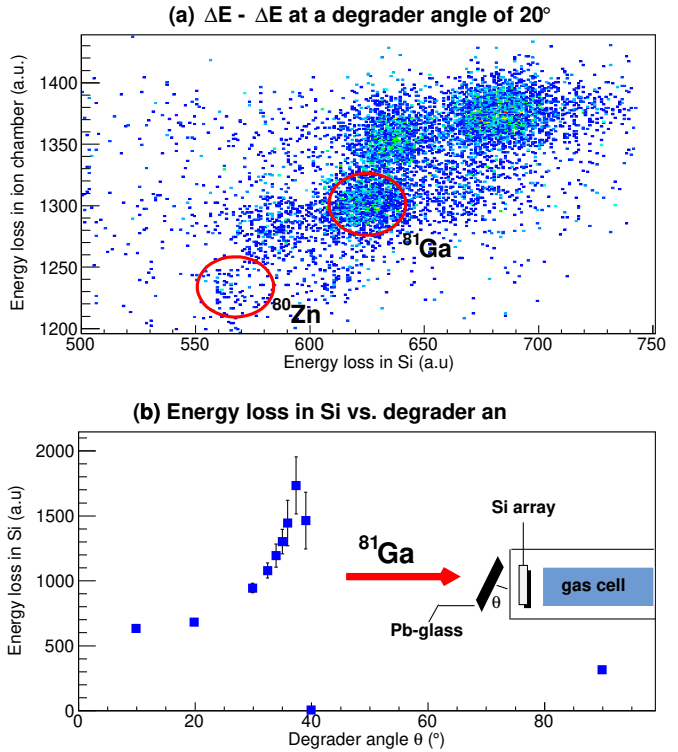 (a) ΔE - ΔE at a degrader angle of 20°
Energy loss in ion chamber (a.u.)
1400
1350
1300
1250
1200
81Ga
80Zn
500 550 600 650 700 750
Energy loss in Si (a.u)
(b) Energy loss in Si vs. degrader an
Energy loss in Si (a.u)
2000
1500
1000
500
0
81Ga
Si array
gas cell
θ
Pb-glass
0 20 40 60 80
Degrader angle θ (°)